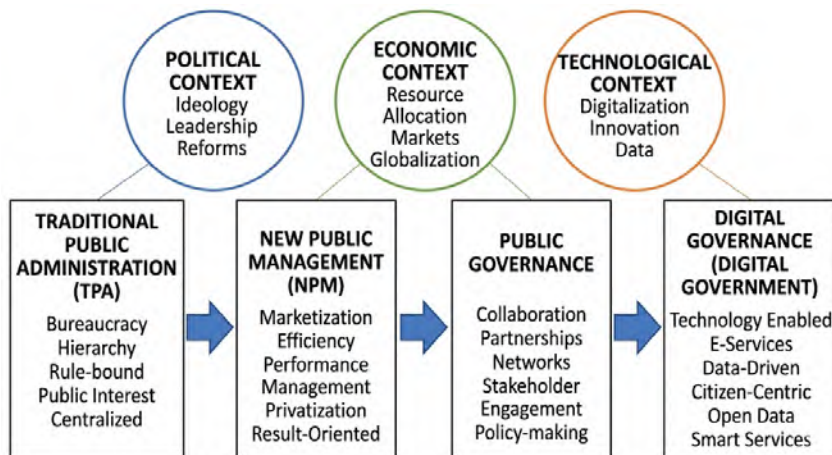 POLITICAL
CONTEXT
Ideology
Leadership
Reforms
ECONOMIC
CONTEXT
Resource
Allocation
Markets
Globalization
TECHNOLOGICAL
CONTEXT
Digitalization
Innovation
Data
TRADITIONAL
PUBLIC
ADMINISTRATION
(TPA)
Bureaucracy
Hierarchy
Rule-bound
Public Interest
Centralized
NEW PUBLIC
MANAGEMENT
(NPM)
Marketization
Efficiency
Performance
Management
Privatization
Result-Oriented
PUBLIC
GOVERNANCE
Collaboration
Partnerships
Networks
Stakeholder
Engagement
Policy-making
DIGITAL
GOVERNANCE
(DIGITAL
GOVERNMENT)
Technology Enabled
E-Services
Data-Driven
Citizen-Centric
Open Data
Smart Services